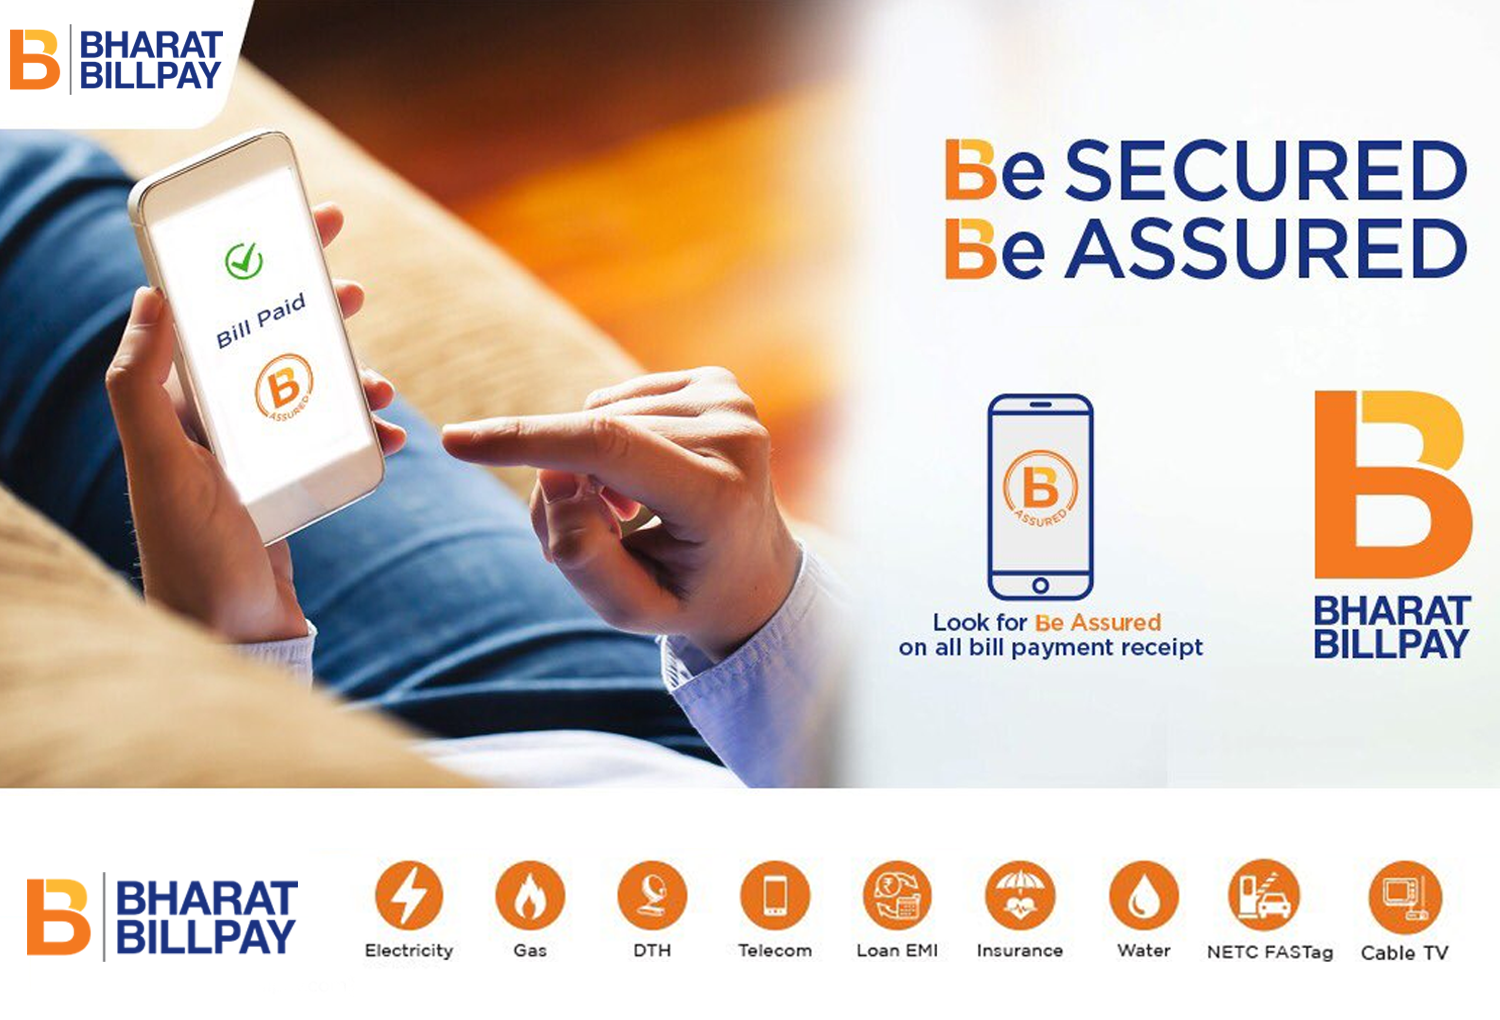 BHARAT
BILLPAY
Bill Paid
B
ASSURED
Be SECURED
Be ASSURED
B
ASSURED
Look for Be Assured
on all bill payment receipt
BHARAT
BILLPAY
BHARAT
BILLPAY
Electricity
Gas
DTH
Telecom
Loan EMI
Insurance
Water
NETC FASTag
Cable TV